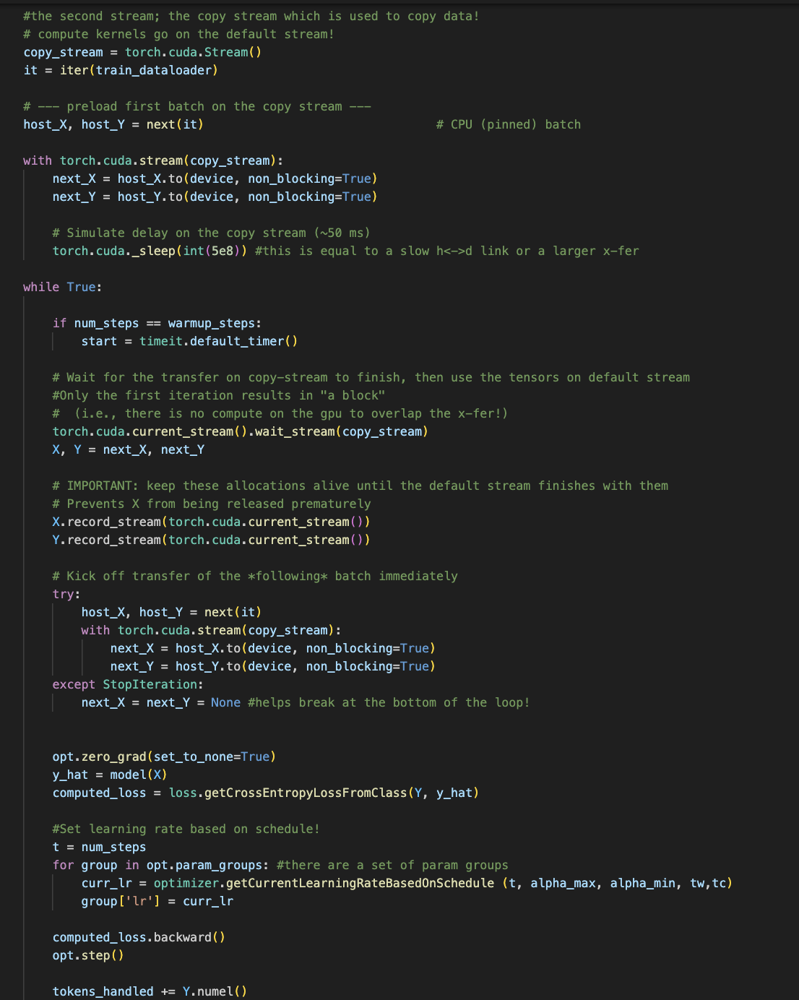 #the second stream; the copy stream which is used to copy data!
# compute kernels go on the default stream!
copy_stream = torch.cuda.Stream()
it = iter(train_dataloader)
# --- preload first batch on the copy stream ---
host_X, host_Y = next(it)                                # CPU (pinned) batch
with torch.cuda.stream(copy_stream):
    next_X = host_X.to(device, non_blocking=True)
    next_Y = host_Y.to(device, non_blocking=True)
    # Simulate delay on the copy stream (~50 ms)
    torch.cuda._sleep(int(5e8)) #this is equal to a slow h<->d link or a larger x-fer
while True:
    if num_steps == warmup_steps:
        start = timeit.default_timer()
    # Wait for the transfer on copy-stream to finish, then use the tensors on default stream
    #Only the first iteration results in "a block"
    #  (i.e., there is no compute on the gpu to overlap the x-fer!)
    torch.cuda.current_stream().wait_stream(copy_stream)
    X, Y = next_X, next_Y
    # IMPORTANT: keep these allocations alive until the default stream finishes with them
    # Prevents X from being released prematurely
    X.record_stream(torch.cuda.current_stream())
    Y.record_stream(torch.cuda.current_stream())
    # Kick off transfer of the *following* batch immediately
    try:
        host_X, host_Y = next(it)
        with torch.cuda.stream(copy_stream):
            next_X = host_X.to(device, non_blocking=True)
            next_Y = host_Y.to(device, non_blocking=True)
    except StopIteration:
        next_X = next_Y = None #helps break at the bottom of the loop!
    opt.zero_grad(set_to_none=True)
    y_hat = model(X)
    computed_loss = loss.getCrossEntropyLossFromClass(Y, y_hat)
    #Set learning rate based on schedule!
    t = num_steps
    for group in opt.param_groups: #there are a set of param groups
        curr_lr = optimizer.getCurrentLearningRateBasedOnSchedule (t, alpha_max, alpha_min, tw,tc)
        group['lr'] = curr_lr
    computed_loss.backward()
    opt.step()
    tokens_handled += Y.numel()